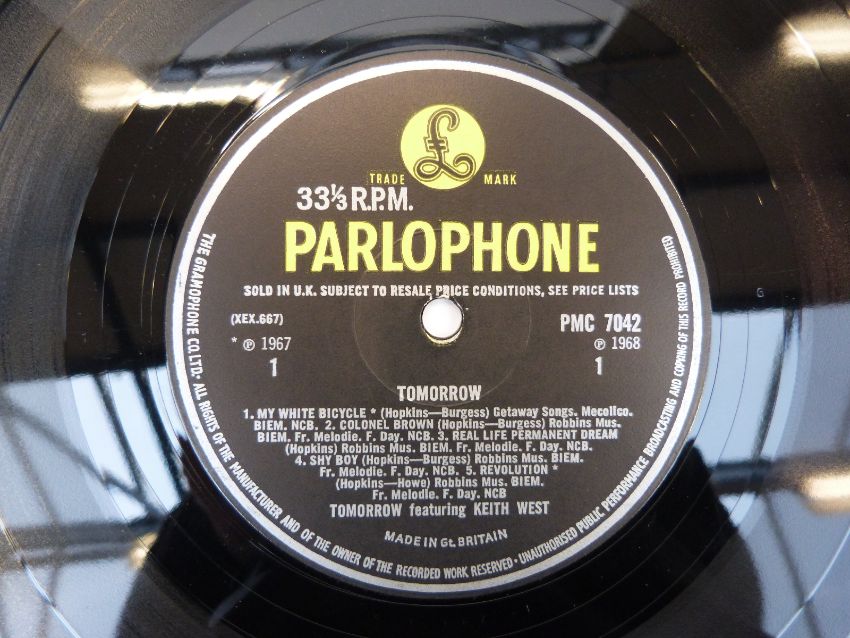 TRADE MARK
33⅓ R.P.M.
PARLOPHONE
SOLD IN U.K. SUBJECT TO RESALE PRICE CONDITIONS, SEE PRICE LISTS
(XEX.667) PMC 7042
* ℗ 1967 ℗ 1968
1 1
TOMORROW
1. MY WHITE BICYCLE * (Hopkins—Burgess) Getaway Songs. Mecolico.
BIEM. NCB. 2. COLONEL BROWN (Hopkins—Burgess) Robbins Mus.
BIEM. Fr. Melodie. F. Day. NCB. 3. REAL LIFE PERMANENT DREAM
(Hopkins) Robbins Mus. BIEM. Fr. Melodie. F. Day. NCB.
4. SHY BOY (Hopkins—Burgess) Robbins Mus. BIEM.
Fr. Melodie. F. Day. NCB. 5. REVOLUTION *
(Hopkins—Howe) Robbins Mus. BIEM.
Fr. Melodie. F. Day. NCB
TOMORROW featuring KEITH WEST
MADE IN Gt. BRITAIN
THE GRAMOPHONE CO. LTD. · ALL RIGHTS OF THE MANUFACTURER AND OF THE OWNER OF THE RECORDED WORK RESERVED · UNAUTHORISED PUBLIC PERFORMANCE BROADCASTING AND COPYING OF THIS RECORD PROHIBITED
G